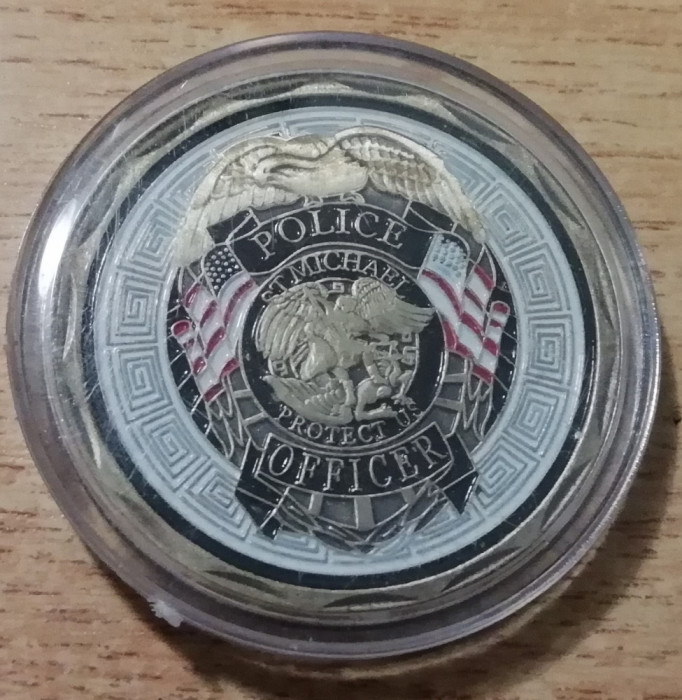 POLICE
ST. MICHAEL
PROTECT US
OFFICER